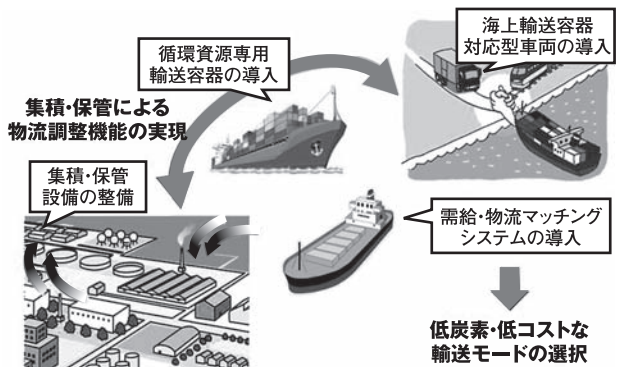 海上輸送容器
対応型車両の導入
循環資源専用
輸送容器の導入
集積・保管による
物流調整機能の実現
集積・保管
設備の整備
需給・物流マッチング
システムの導入
低炭素・低コストな
輸送モードの選択